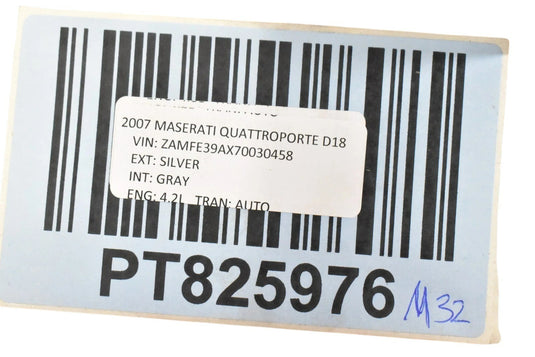 2007 MASERATI QUATTROPORTE D18
VIN: ZAMFE39AX70030458
EXT: SILVER
INT: GRAY
ENG: 4.2L TRAN: AUTO
PT825976
M32